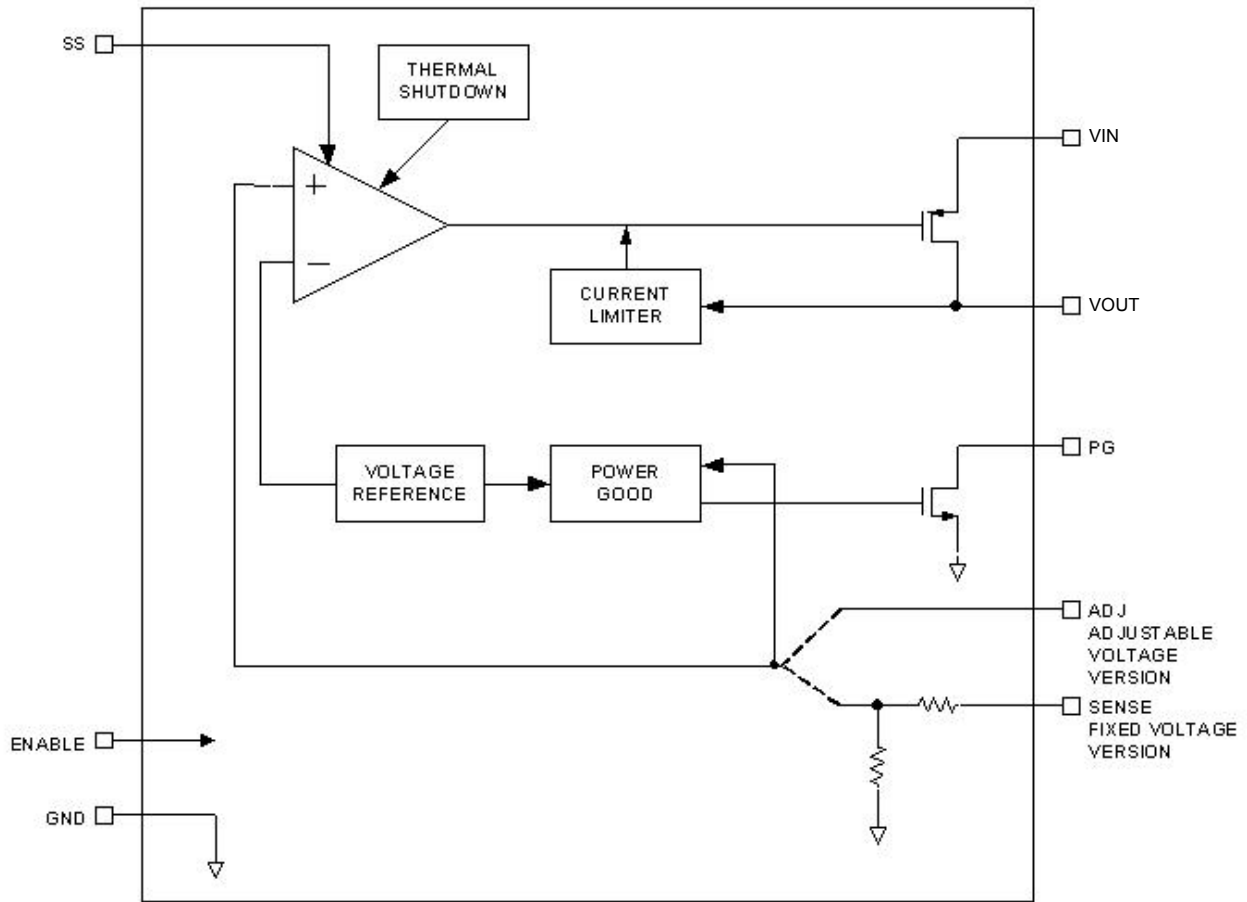 SS
THERMAL
SHUTDOWN
VIN
+
−
CURRENT
LIMITER
VOUT
PG
VOLTAGE
REFERENCE
POWER
GOOD
ADJ
ADJUSTABLE
VOLTAGE
VERSION
SENSE
FIXED VOLTAGE
VERSION
ENABLE
GND